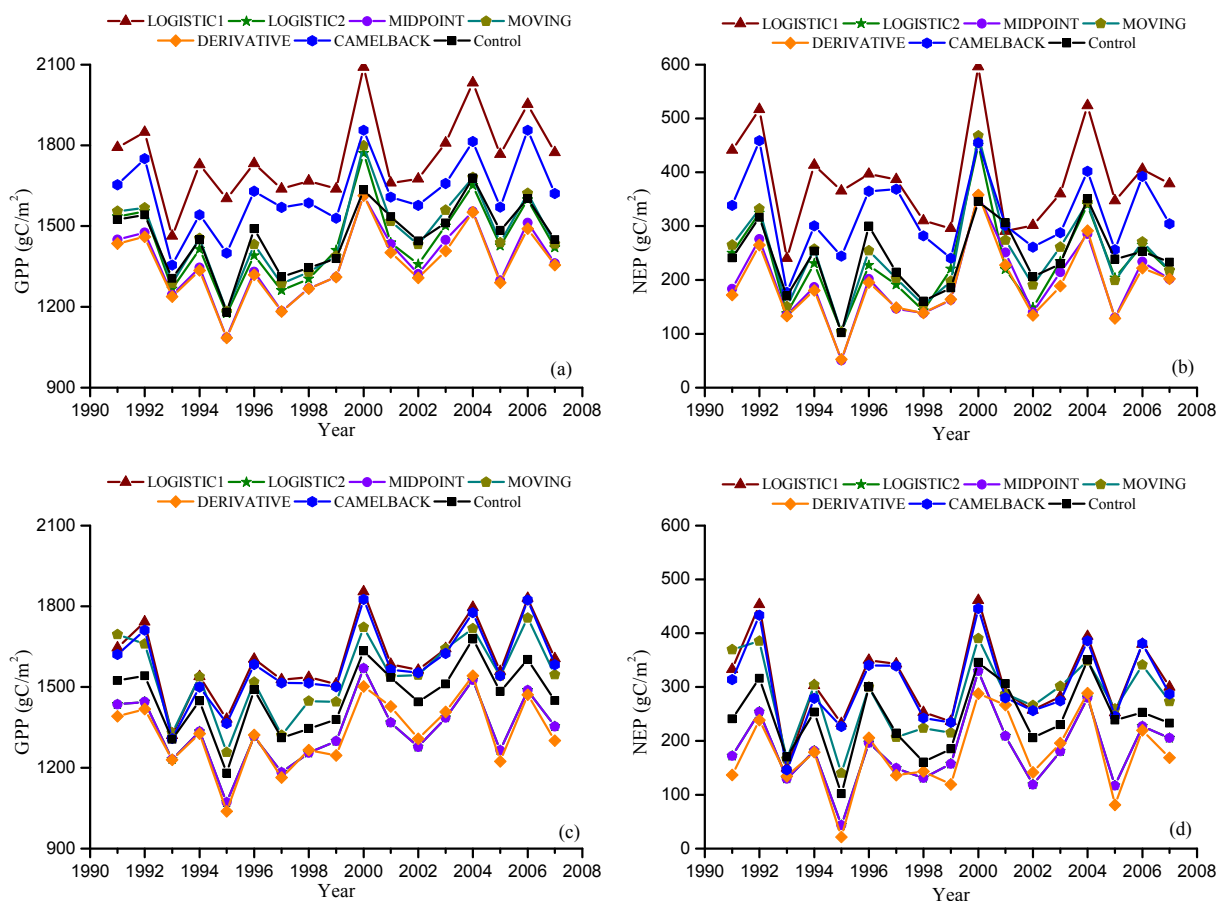 LOGISTIC1 LOGISTIC2 MIDPOINT MOVING
DERIVATIVE CAMELBACK Control
2100
1800
1500
1200
900
GPP (gC/m²)
1990 1992 1994 1996 1998 2000 2002 2004 2006 2008
Year
(a)
LOGISTIC1 LOGISTIC2 MIDPOINT MOVING
DERIVATIVE CAMELBACK Control
600
500
400
300
200
100
0
NEP (gC/m²)
1990 1992 1994 1996 1998 2000 2002 2004 2006 2008
Year
(b)
LOGISTIC1 LOGISTIC2 MIDPOINT MOVING
DERIVATIVE CAMELBACK Control
2100
1800
1500
1200
900
GPP (gC/m²)
1990 1992 1994 1996 1998 2000 2002 2004 2006 2008
Year
(c)
LOGISTIC1 LOGISTIC2 MIDPOINT MOVING
DERIVATIVE CAMELBACK Control
600
500
400
300
200
100
0
NEP (gC/m²)
1990 1992 1994 1996 1998 2000 2002 2004 2006 2008
Year
(d)